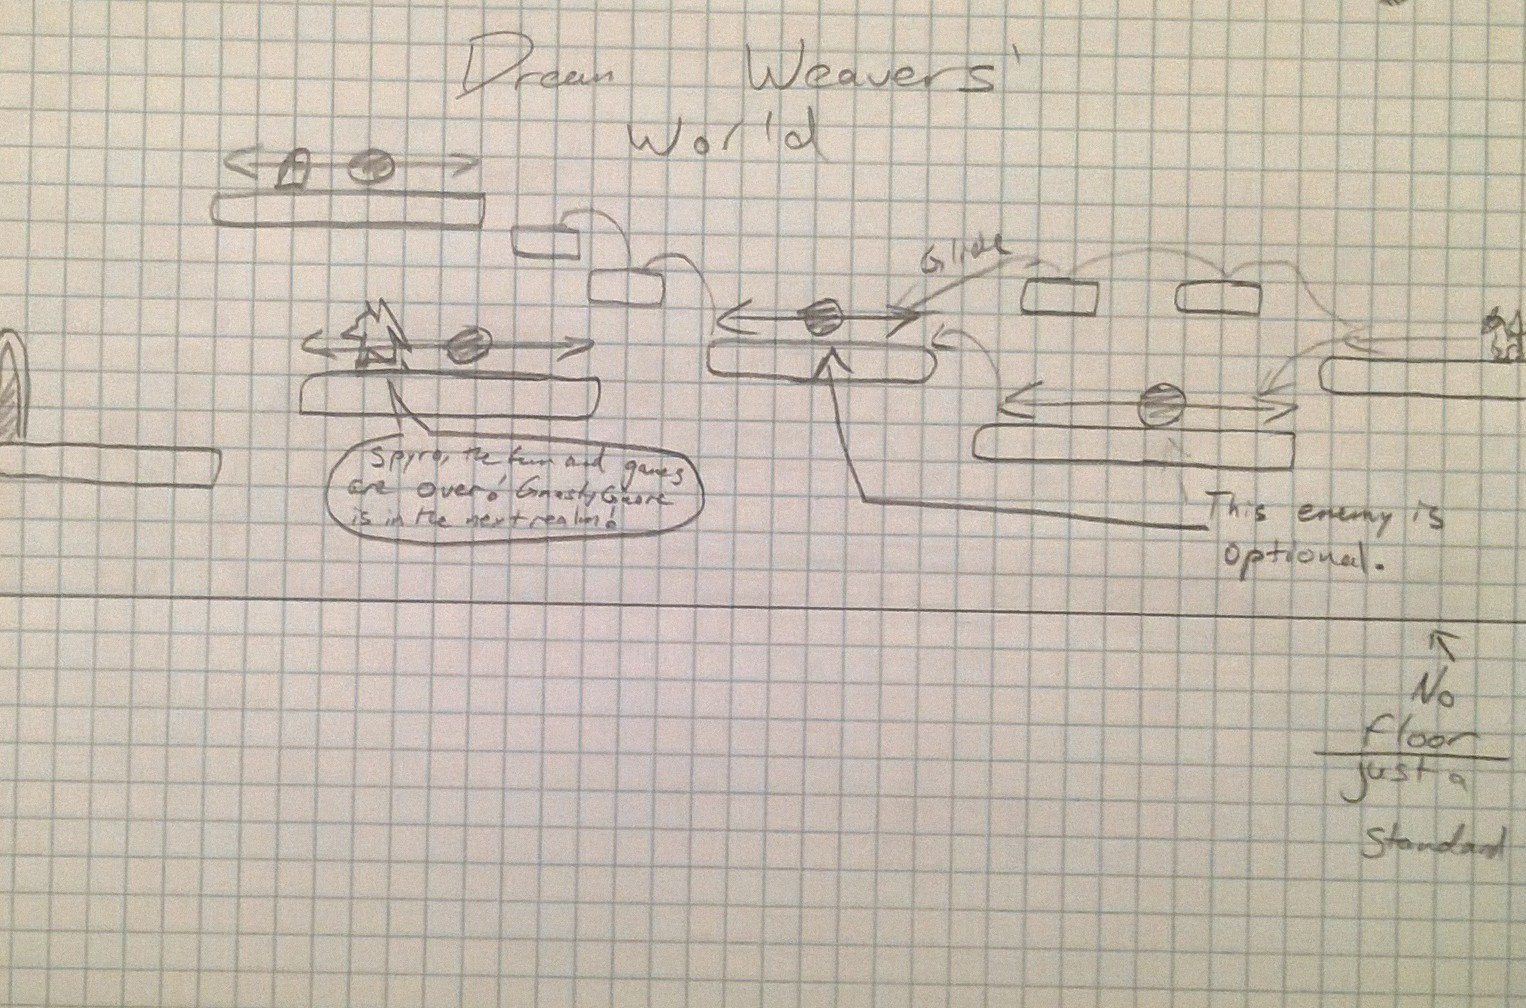 Dream Weavers'
World
Glide
Spyro, the fun and games
are over! Gnasty Gnorc
is in the next realm!
This enemy is
optional.
No
floor
just a
standard